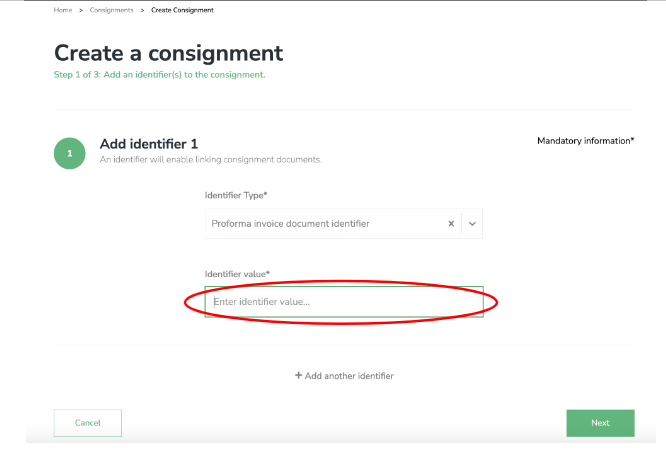 Home > Consignments > Create Consignment
Create a consignment
Step 1 of 3: Add an identifier(s) to the consignment.
1
Add identifier 1
Mandatory information*
An identifier will enable linking consignment documents.
Identifier Type*
Proforma invoice document identifier
Identifier value*
Enter identifier value...
+ Add another identifier
Cancel
Next